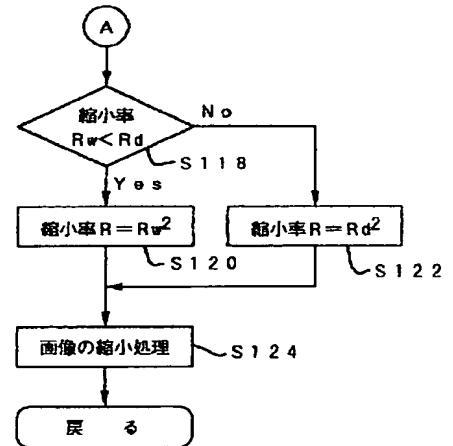 A
縮小率
Rw<Rd
No
S118
Yes
縮小率R=Rw²
縮小率R=Rd²
S120
S122
画像の縮小処理
S124
戻る